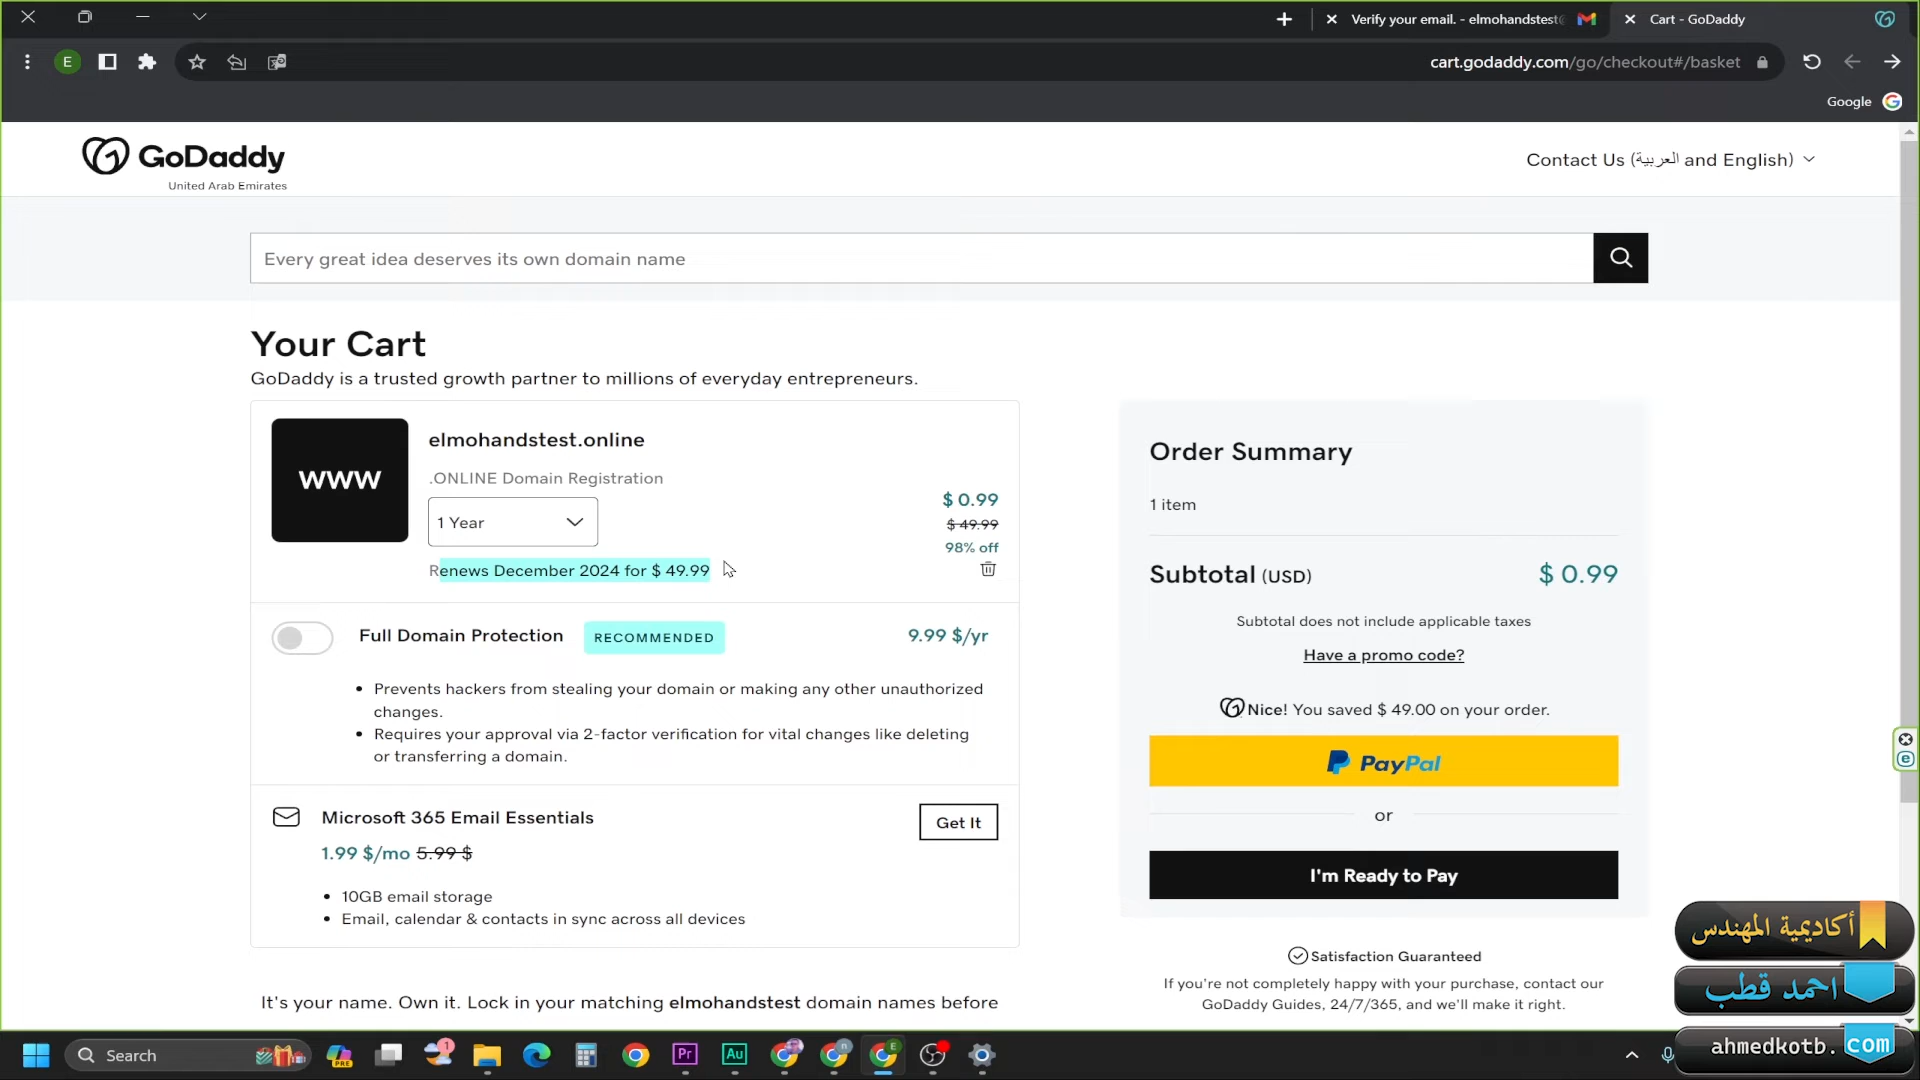 Verify your email. - elmohandstest@
Cart - GoDaddy
E
cart.godaddy.com/go/checkout#/basket
Google
GoDaddy
United Arab Emirates
Contact Us (العربية and English)
Every great idea deserves its own domain name
Your Cart
GoDaddy is a trusted growth partner to millions of everyday entrepreneurs.
www
elmohandstest.online
.ONLINE Domain Registration
1 Year
$ 0.99
$ 49.99
98% off
Renews December 2024 for $ 49.99
Full Domain Protection
RECOMMENDED
9.99 $/yr
• Prevents hackers from stealing your domain or making any other unauthorized
changes.
• Requires your approval via 2-factor verification for vital changes like deleting
or transferring a domain.
Microsoft 365 Email Essentials
Get It
1.99 $/mo 5.99 $
• 10GB email storage
• Email, calendar & contacts in sync across all devices
It's your name. Own it. Lock in your matching elmohandstest domain names before
Order Summary
1 item
Subtotal (USD)
$ 0.99
Subtotal does not include applicable taxes
Have a promo code?
Nice! You saved $ 49.00 on your order.
PayPal
or
I'm Ready to Pay
Satisfaction Guaranteed
If you're not completely happy with your purchase, contact our
GoDaddy Guides, 24/7/365, and we'll make it right.
أكاديمية المهندس
احمد قطب
ahmedkotb. com
Search
PRE
1
Pr
Au
n
E